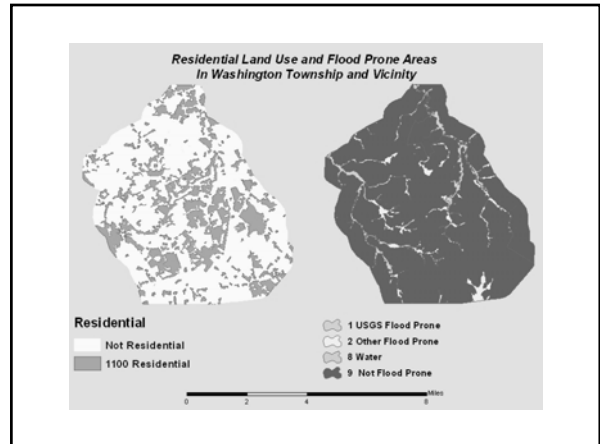 Residential Land Use and Flood Prone Areas
In Washington Township and Vicinity
Residential
Not Residential
1100 Residential
1 USGS Flood Prone
2 Other Flood Prone
8 Water
9 Not Flood Prone
Miles
0 2 4 8